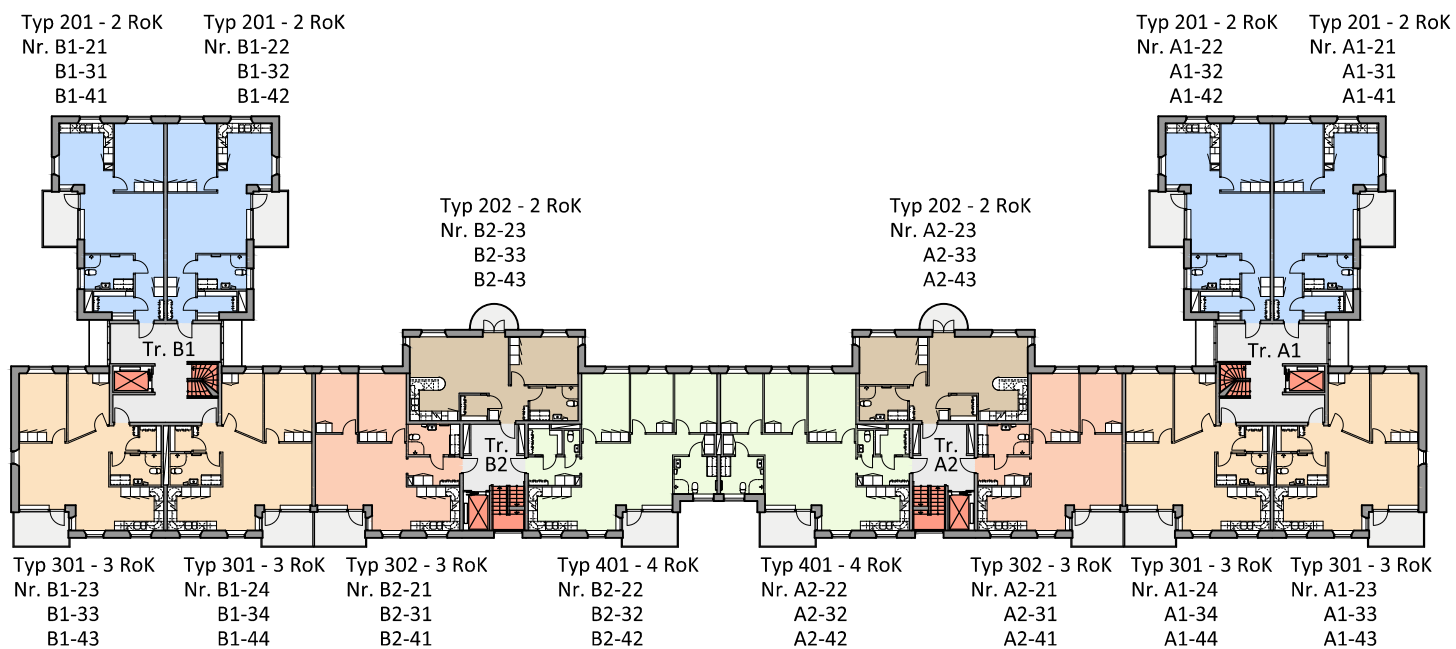 Typ 201 - 2 RoK
Nr. B1-21
B1-31
B1-41
Typ 201 - 2 RoK
Nr. B1-22
B1-32
B1-42
Typ 201 - 2 RoK
Nr. A1-22
A1-32
A1-42
Typ 201 - 2 RoK
Nr. A1-21
A1-31
A1-41
Typ 202 - 2 RoK
Nr. B2-23
B2-33
B2-43
Typ 202 - 2 RoK
Nr. A2-23
A2-33
A2-43
Tr. B1
Tr. A1
Tr.
B2
Tr.
A2
Typ 301 - 3 RoK
Nr. B1-23
B1-33
B1-43
Typ 301 - 3 RoK
Nr. B1-24
B1-34
B1-44
Typ 302 - 3 RoK
Nr. B2-21
B2-31
B2-41
Typ 401 - 4 RoK
Nr. B2-22
B2-32
B2-42
Typ 401 - 4 RoK
Nr. A2-22
A2-32
A2-42
Typ 302 - 3 RoK
Nr. A2-21
A2-31
A2-41
Typ 301 - 3 RoK
Nr. A1-24
A1-34
A1-44
Typ 301 - 3 RoK
Nr. A1-23
A1-33
A1-43